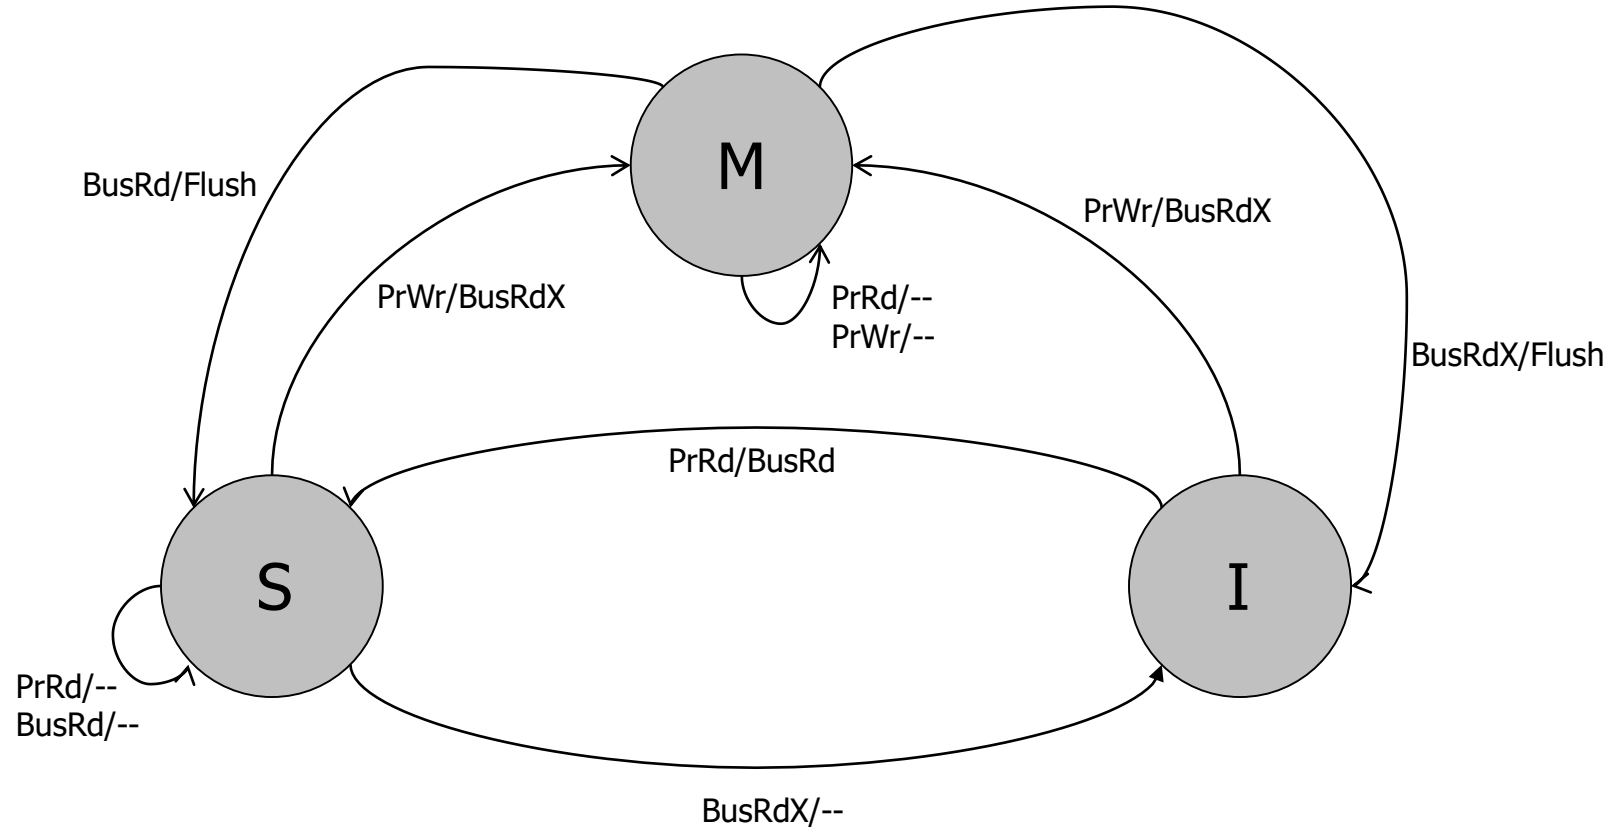 M
BusRd/Flush
PrWr/BusRdX
PrWr/BusRdX
PrRd/--
PrWr/--
BusRdX/Flush
PrRd/BusRd
S
I
PrRd/--
BusRd/--
BusRdX/--